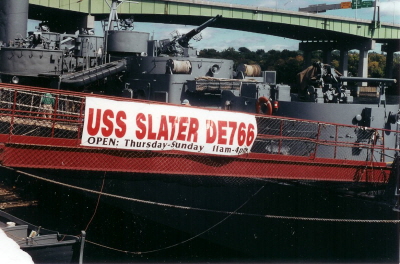 USS SLATER DE766
OPEN: Thursday-Sunday 11am-4pm